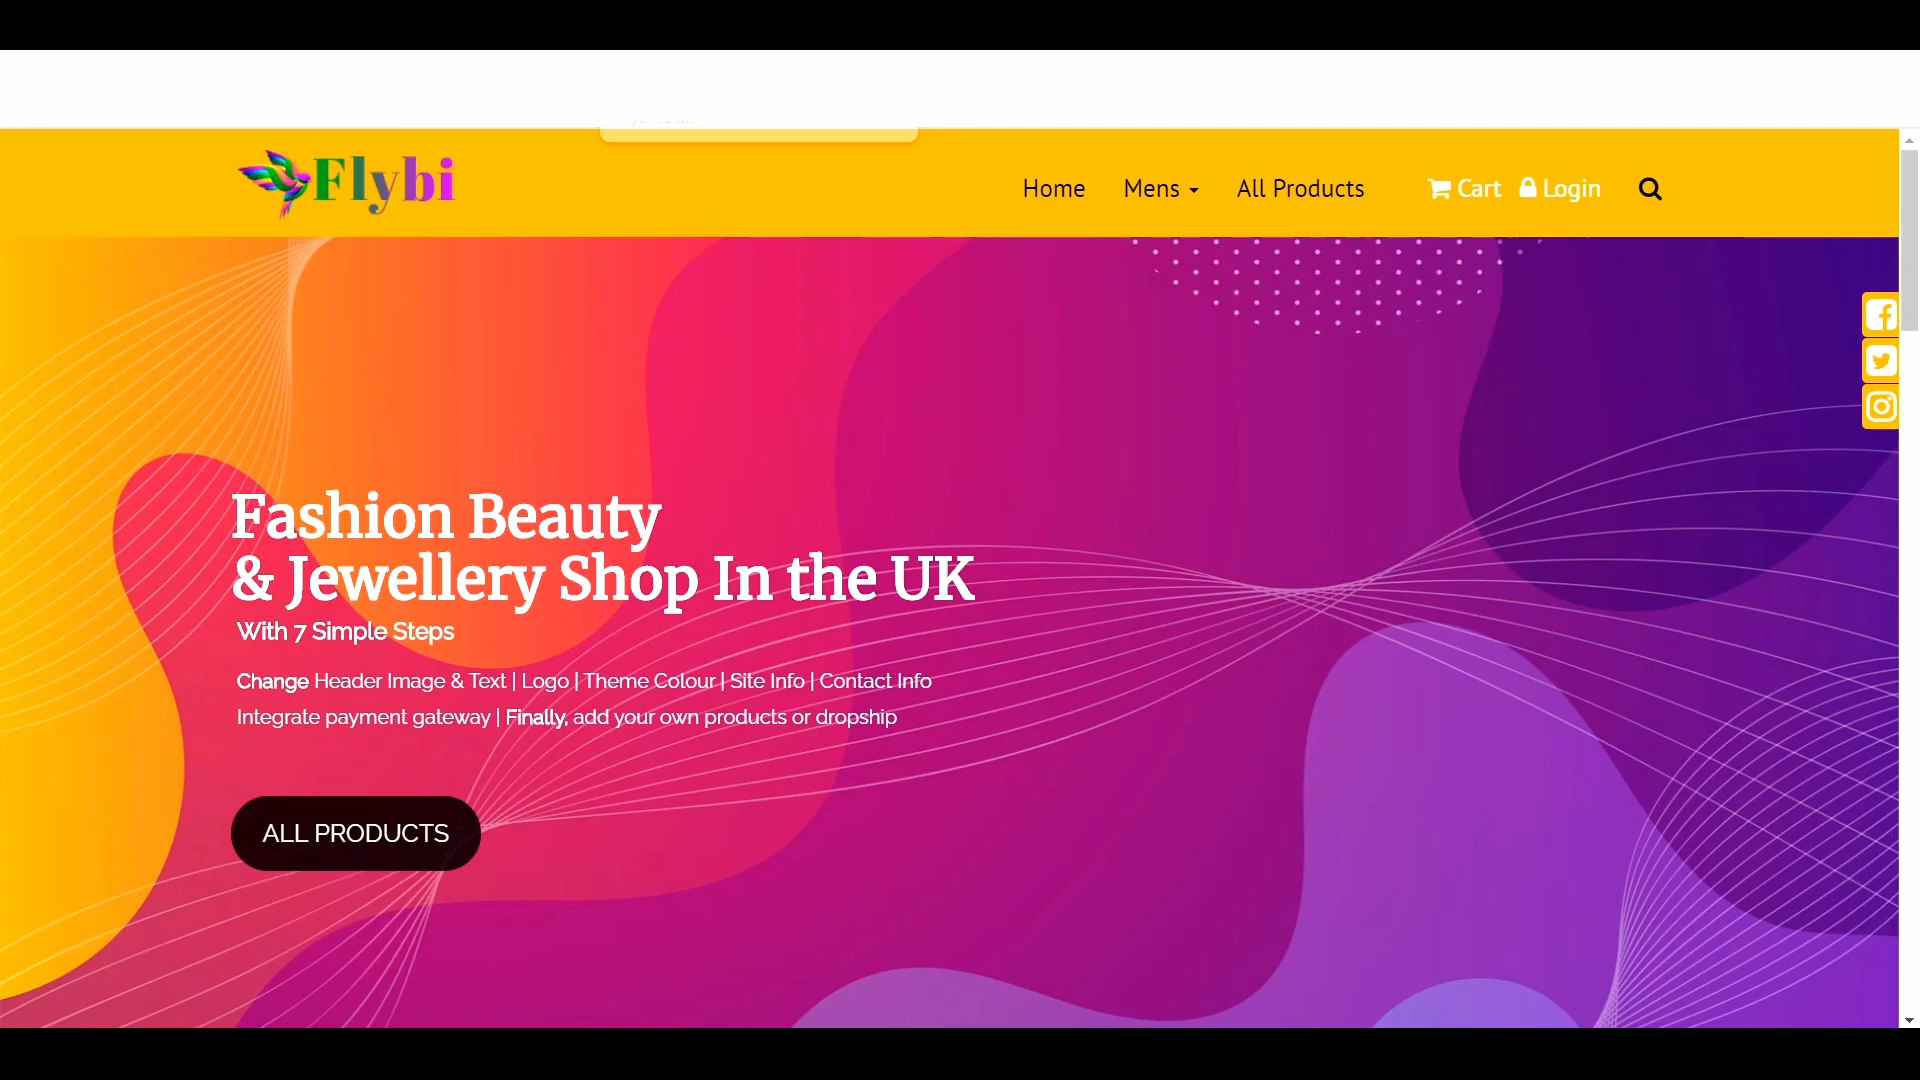 Flybi
Home Mens All Products Cart Login
Fashion Beauty
& Jewellery Shop In the UK
With 7 Simple Steps
Change Header Image & Text | Logo | Theme Colour | Site Info | Contact Info
Integrate payment gateway | Finally, add your own products or dropship
ALL PRODUCTS